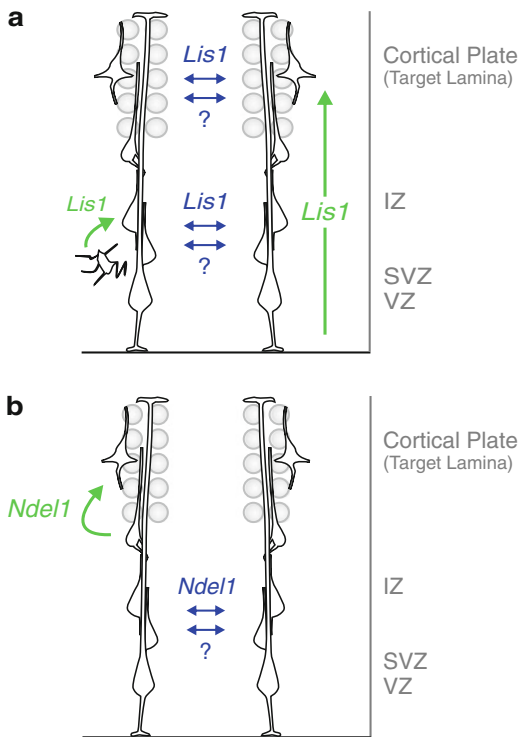 a
Lis1
?
Cortical Plate
(Target Lamina)
Lis1
Lis1
?
Lis1
IZ
SVZ
VZ
b
Ndel1
Cortical Plate
(Target Lamina)
Ndel1
?
IZ
SVZ
VZ